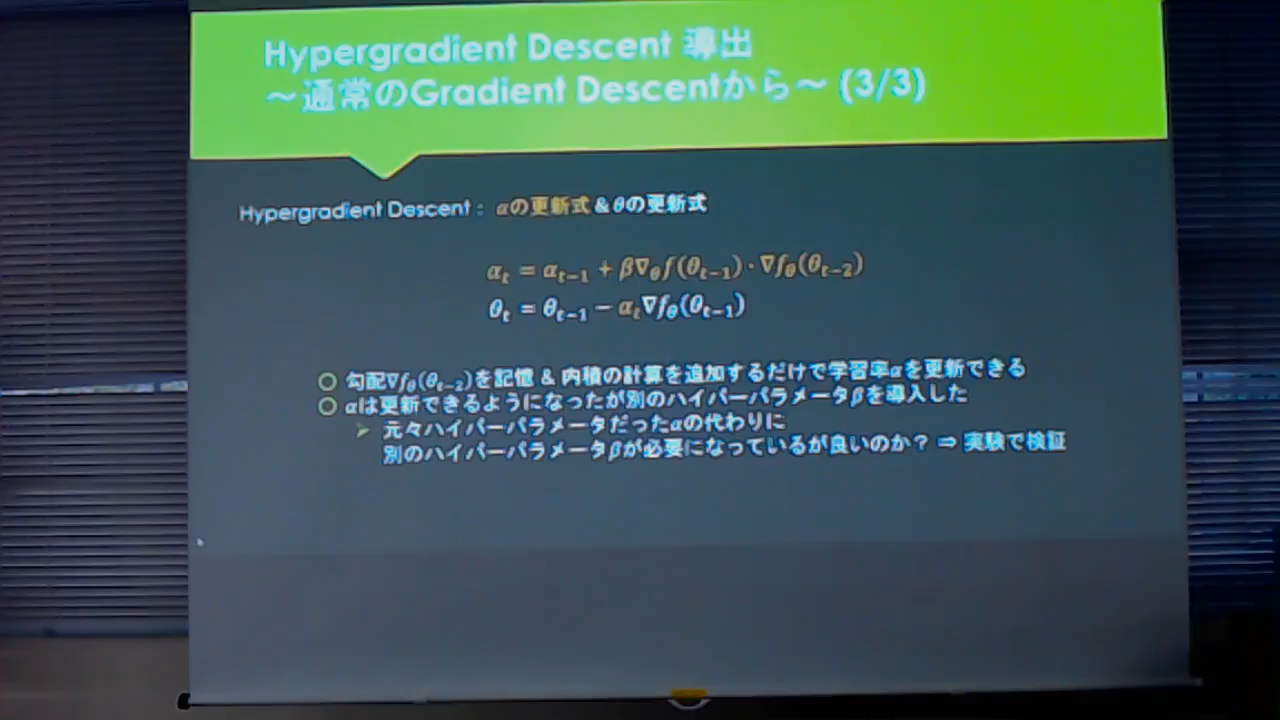 Hypergradient Descent 導出
～通常のGradient Descentから～ (3/3)
Hypergradient Descent： αの更新式＆θの更新式
αₜ = αₜ₋₁ + β∇_θ f(θₜ₋₁)・∇f_θ(θₜ₋₂)
θₜ = θₜ₋₁ − αₜ∇f_θ(θₜ₋₁)
勾配∇f_θ(θₜ₋₂)を記憶 & 内積の計算を追加するだけで学習率αを更新できる
αは更新できるようになったが別のハイパーパラメータβを導入した
元々ハイパーパラメータだったαの代わりに
別のハイパーパラメータβが必要になっているが良いのか？ ⇒ 実験で検証